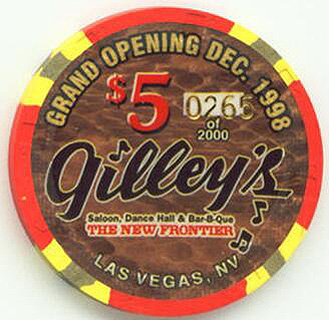 GRAND OPENING DEC. 1998
$5
0266
of
2000
Gilley's
Saloon, Dance Hall & Bar-B-Que
THE NEW FRONTIER
LAS VEGAS, NV